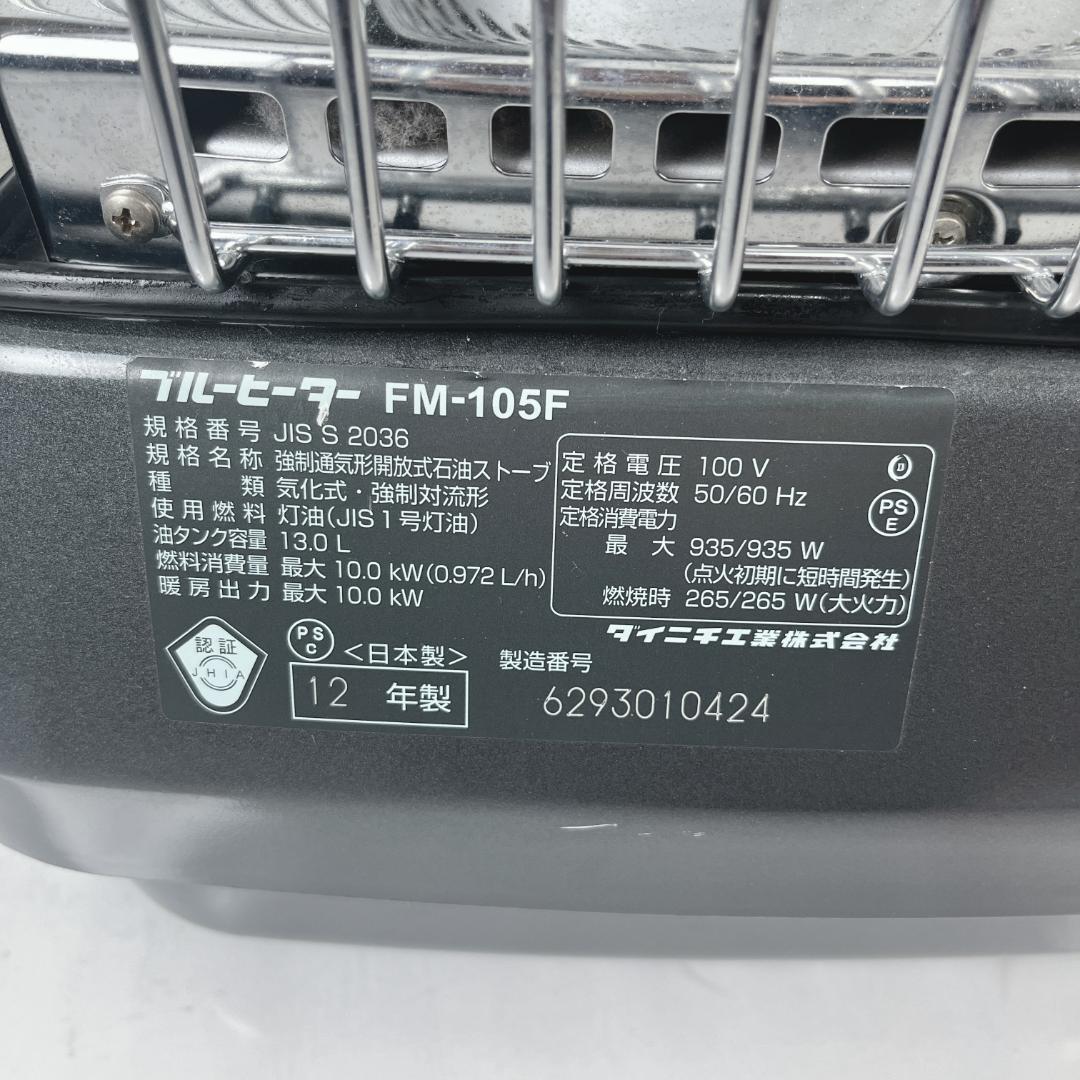 ブルーヒーター FM-105F
規格番号 JIS S 2036
規格名称 強制通気形開放式石油ストーブ
種類 気化式・強制対流形
使用燃料 灯油(JIS1号灯油)
油タンク容量 13.0 L
燃料消費量 最大 10.0 kW(0.972 L/h)
暖房出力 最大 10.0 kW
定格電圧 100 V
定格周波数 50/60 Hz
定格消費電力
最大 935/935 W
(点火初期に短時間発生)
燃焼時 265/265 W(大火力)
D
PS
E
ダイニチ工業株式会社
認証
JHIA
PS
C
<日本製>
12 年製
製造番号
6293010424